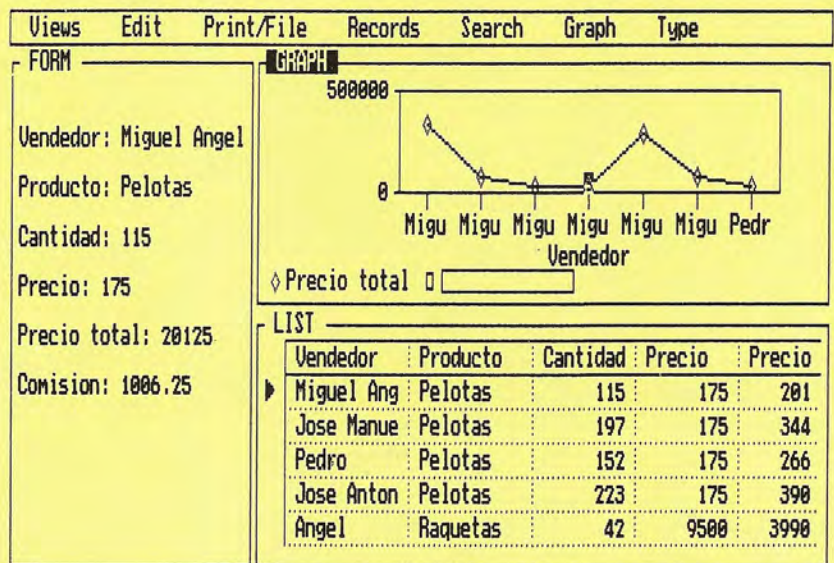 Views Edit Print/File Records Search Graph Type
FORM
Vendedor: Miguel Angel
Producto: Pelotas
Cantidad: 115
Precio: 175
Precio total: 20125
Comision: 1006.25
GRAPH
500000
0
Migu Migu Migu Migu Migu Migu Pedr
Vendedor
Precio total
LIST
Vendedor Producto Cantidad Precio Precio
Miguel Ang Pelotas 115 175 201
Jose Manue Pelotas 197 175 344
Pedro Pelotas 152 175 266
Jose Anton Pelotas 223 175 390
Angel Raquetas 42 9500 3990